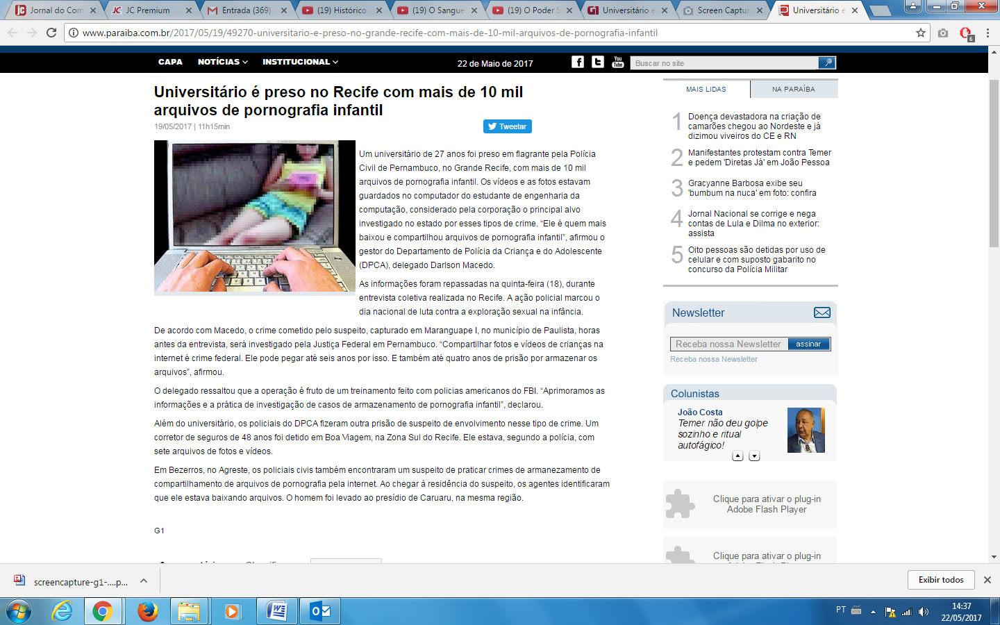 Jornal do Com
JC Premium
Entrada (369) -
(19) Histórico
(19) O Sangue
(19) O Poder S
Universitário é
Screen Captur
Universitário é
www.paraiba.com.br/2017/05/19/49270-universitario-e-preso-no-grande-recife-com-mais-de-10-mil-arquivos-de-pornografia-infantil
6
CAPA NOTÍCIAS INSTITUCIONAL
22 de Maio de 2017
You Tube
Buscar no site
Universitário é preso no Recife com mais de 10 mil
arquivos de pornografia infantil
19/05/2017 | 11h15min
Tweetar
Um universitário de 27 anos foi preso em flagrante pela Polícia
Civil de Pernambuco, no Grande Recife, com mais de 10 mil
arquivos de pornografia infantil. Os vídeos e as fotos estavam
guardados no computador do estudante de engenharia da
computação, considerado pela corporação o principal alvo
investigado no estado por esses tipos de crime. “Ele é quem mais
baixou e compartilhou arquivos de pornografia infantil”, afirmou o
gestor do Departamento de Polícia da Criança e do Adolescente
(DPCA), delegado Darlson Macedo.
As informações foram repassadas na quinta-feira (18), durante
entrevista coletiva realizada no Recife. A ação policial marcou o
dia nacional de luta contra a exploração sexual na infância.
De acordo com Macedo, o crime cometido pelo suspeito, capturado em Maranguape I, no município de Paulista, horas
antes da entrevista, será investigado pela Justiça Federal em Pernambuco. “Compartilhar fotos e vídeos de crianças na
internet é crime federal. Ele pode pegar até seis anos por isso. E também até quatro anos de prisão por armazenar os
arquivos”, afirmou.
O delegado ressaltou que a operação é fruto de um treinamento feito com policias americanos do FBI. “Aprimoramos as
informações e a prática de investigação de casos de armazenamento de pornografia infantil”, declarou.
Além do universitário, os policiais do DPCA fizeram outra prisão de suspeito de envolvimento nesse tipo de crime. Um
corretor de seguros de 48 anos foi detido em Boa Viagem, na Zona Sul do Recife. Ele estava, segundo a polícia, com
sete arquivos de fotos e vídeos.
Em Bezerros, no Agreste, os policiais civis também encontraram um suspeito de praticar crimes de armanezamento de
compartilhamento de arquivos de pornografia pela internet. Ao chegar à residência do suspeito, os agentes identificaram
que ele estava baixando arquivos. O homem foi levado ao presídio de Caruaru, na mesma região.
G1
MAIS LIDAS
NA PARAÍBA
1 Doença devastadora na criação de
camarões chegou ao Nordeste e já
dizimou viveiros do CE e RN
2 Manifestantes protestam contra Temer
e pedem 'Diretas Já' em João Pessoa
3 Gracyanne Barbosa exibe seu
'bumbum na nuca' em foto: confira
4 Jornal Nacional se corrige e nega
contas de Lula e Dilma no exterior:
assista
5 Oito pessoas são detidas por uso de
celular e com suposto gabarito no
concurso da Polícia Militar
Newsletter
Receba nossa Newsletter assinar
Receba nossa Newsletter
Colunistas
João Costa
Temer não deu golpe
sozinho e ritual
autofágico!
Clique para ativar o plug-in
Adobe Flash Player
Clique para ativar o plug-in
screencapture-g1-....p...
Exibir todos
PT
14:37
22/05/2017